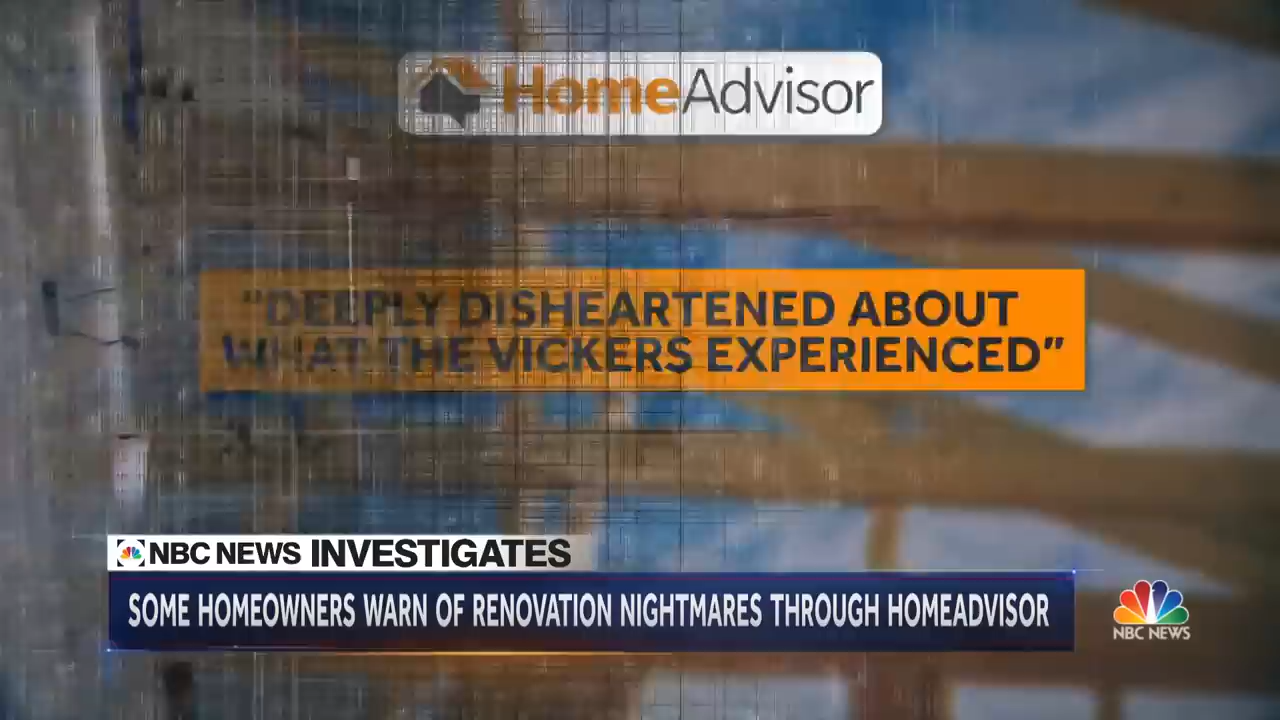 HomeAdvisor
"DEEPLY DISHEARTENED ABOUT
WHAT THE VICKERS EXPERIENCED"
NBC NEWS INVESTIGATES
SOME HOMEOWNERS WARN OF RENOVATION NIGHTMARES THROUGH HOMEADVISOR
NBC NEWS